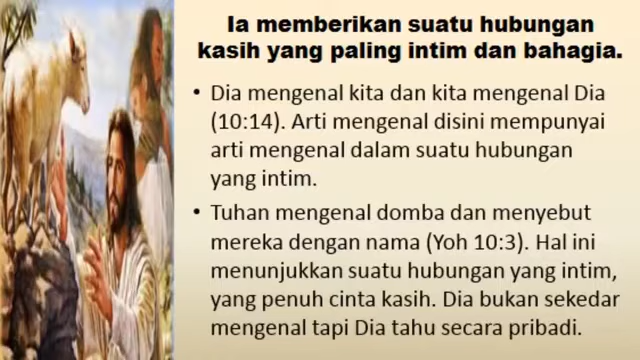 Ia memberikan suatu hubungan
kasih yang paling intim dan bahagia.
• Dia mengenal kita dan kita mengenal Dia
(10:14). Arti mengenal disini mempunyai
arti mengenal dalam suatu hubungan
yang intim.
• Tuhan mengenal domba dan menyebut
mereka dengan nama (Yoh 10:3). Hal ini
menunjukkan suatu hubungan yang intim,
yang penuh cinta kasih. Dia bukan sekedar
mengenal tapi Dia tahu secara pribadi.